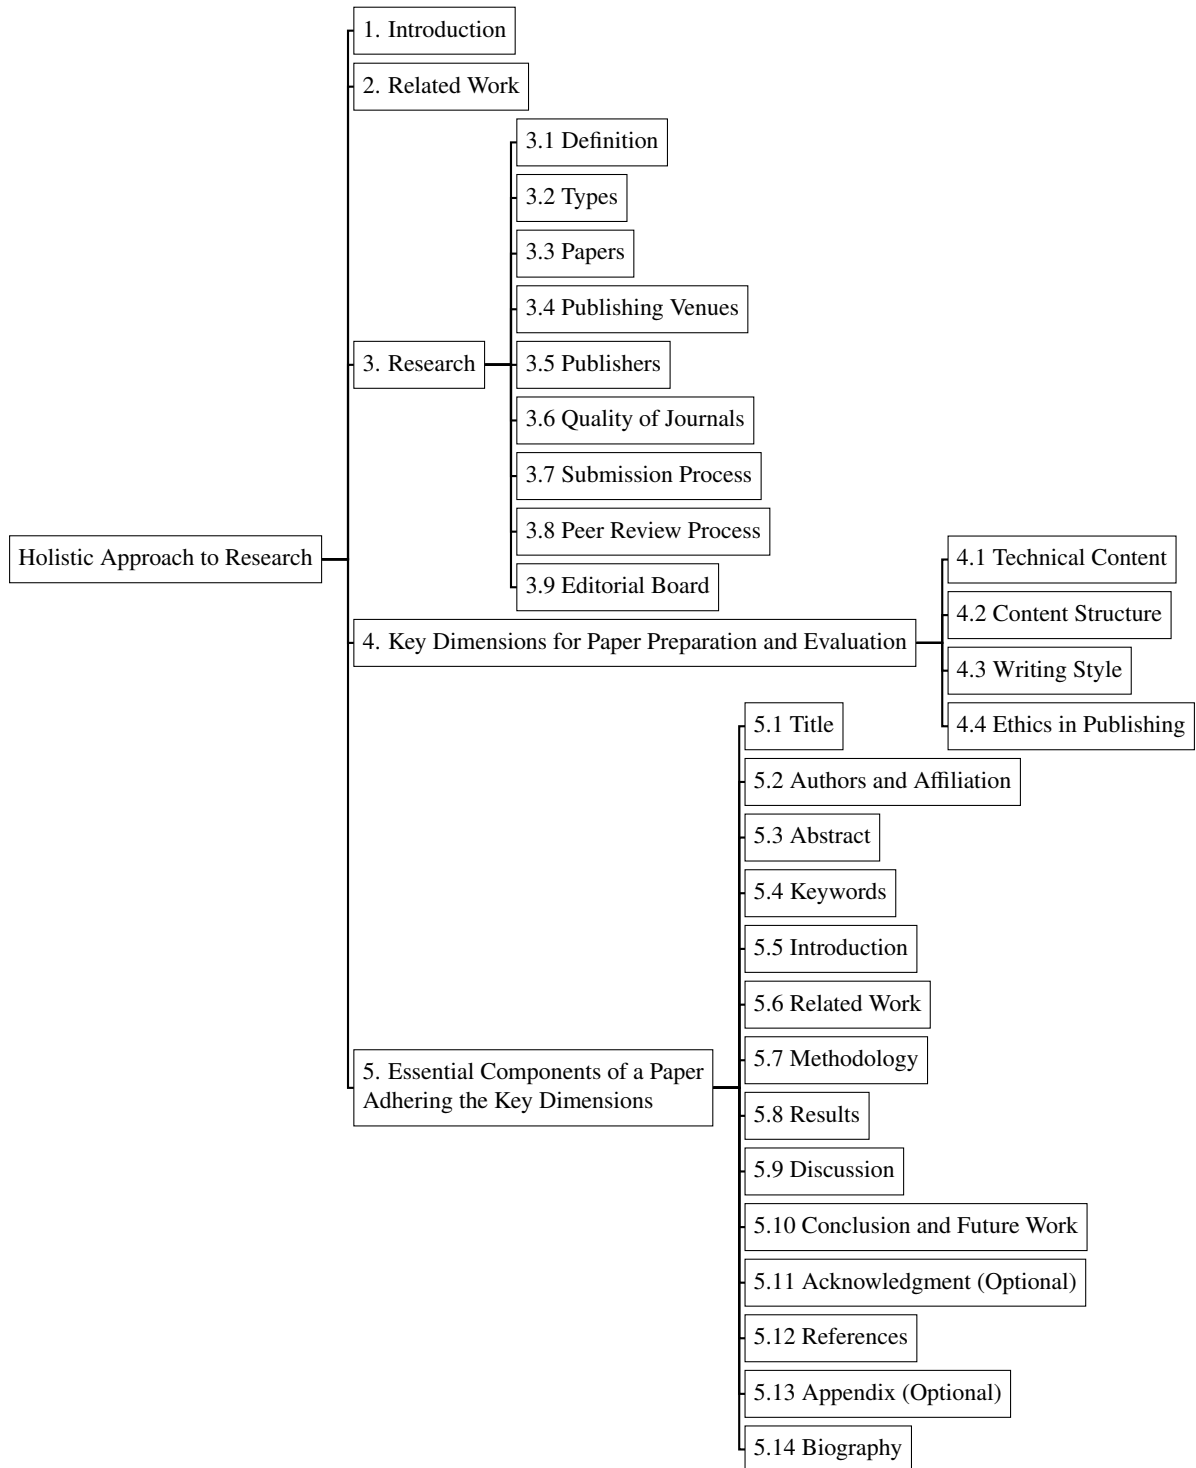 Holistic Approach to Research
1. Introduction
2. Related Work
3. Research
3.1 Definition
3.2 Types
3.3 Papers
3.4 Publishing Venues
3.5 Publishers
3.6 Quality of Journals
3.7 Submission Process
3.8 Peer Review Process
3.9 Editorial Board
4. Key Dimensions for Paper Preparation and Evaluation
4.1 Technical Content
4.2 Content Structure
4.3 Writing Style
4.4 Ethics in Publishing
5. Essential Components of a Paper
Adhering the Key Dimensions
5.1 Title
5.2 Authors and Affiliation
5.3 Abstract
5.4 Keywords
5.5 Introduction
5.6 Related Work
5.7 Methodology
5.8 Results
5.9 Discussion
5.10 Conclusion and Future Work
5.11 Acknowledgment (Optional)
5.12 References
5.13 Appendix (Optional)
5.14 Biography